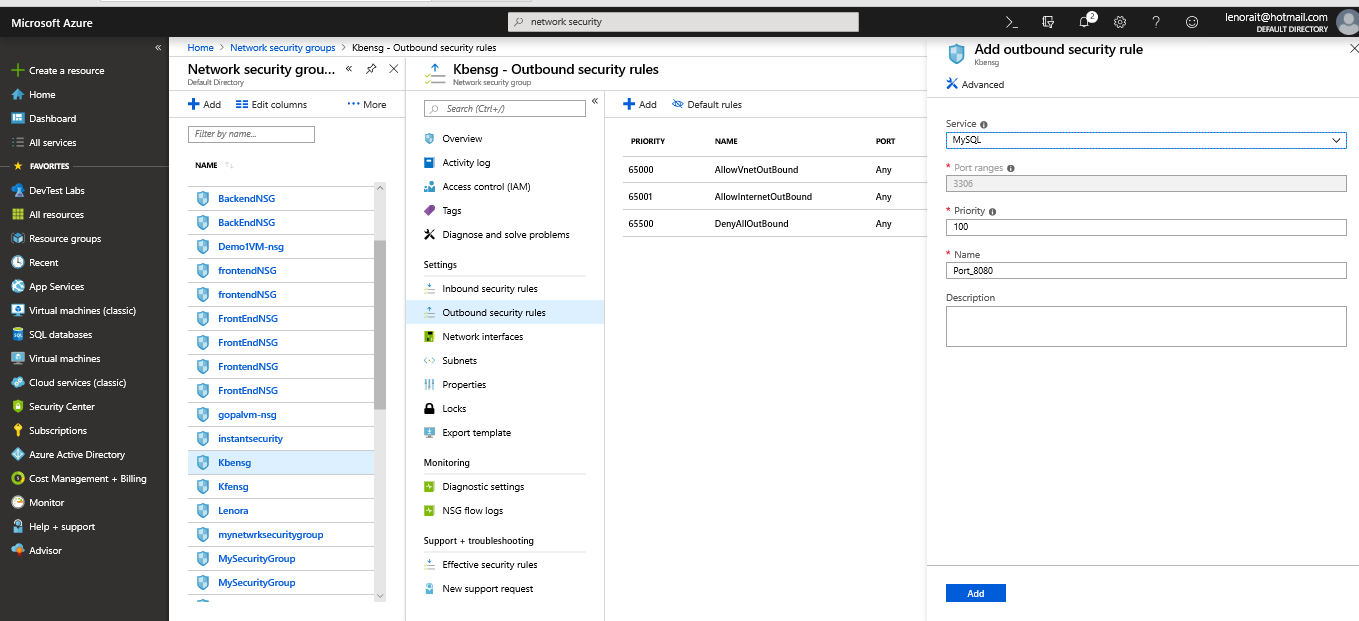 Microsoft Azure
network security
2
lenorait@hotmail.com
DEFAULT DIRECTORY
Create a resource
Home
Dashboard
All services
FAVORITES
DevTest Labs
All resources
Resource groups
Recent
App Services
Virtual machines (classic)
SQL databases
Virtual machines
Cloud services (classic)
Security Center
Subscriptions
Azure Active Directory
Cost Management + Billing
Monitor
Help + support
Advisor
Home > Network security groups > Kbensg - Outbound security rules
Network security grou...
Default Directory
Add
Edit columns
More
Filter by name...
NAME
BackendNSG
BackEndNSG
Demo1VM-nsg
frontendNSG
frontendNSG
FrontEndNSG
FrontEndNSG
FrontendNSG
FrontEndNSG
gopalvm-nsg
instantsecurity
Kbensg
Kfensg
Lenora
mynetwrksecuritygroup
MySecurityGroup
MySecurityGroup
Kbensg - Outbound security rules
Network security group
Search (Ctrl+/)
Overview
Activity log
Access control (IAM)
Tags
Diagnose and solve problems
Settings
Inbound security rules
Outbound security rules
Network interfaces
Subnets
Properties
Locks
Export template
Monitoring
Diagnostic settings
NSG flow logs
Support + troubleshooting
Effective security rules
New support request
Add
Default rules
PRIORITY NAME PORT
65000 AllowVnetOutBound Any
65001 AllowInternetOutBound Any
65500 DenyAllOutBound Any
Add outbound security rule
Kbensg
Advanced
Service
MySQL
* Port ranges
3306
* Priority
100
* Name
Port_8080
Description
Add